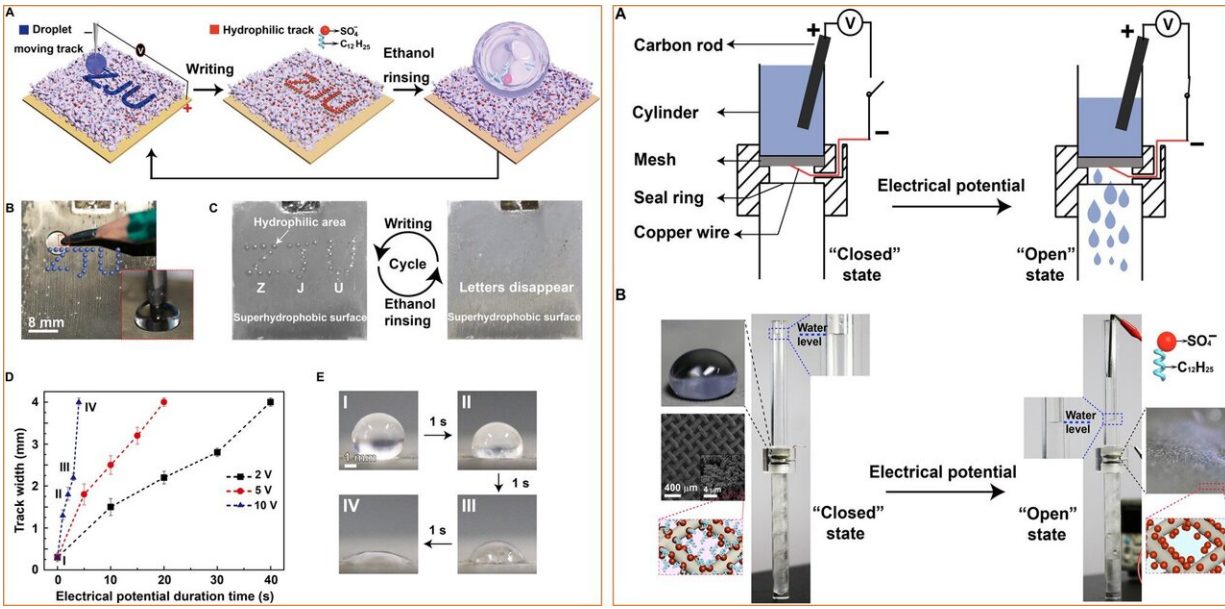 A
Droplet
moving track
−
V
+
ZJU
Writing
Hydrophilic track
SO₄⁻
C₁₂H₂₅
ZJU
Ethanol
rinsing
B
8 mm
C
Hydrophilic area
Z J U
Superhydrophobic surface
Writing
Cycle
Ethanol
rinsing
Letters disappear
Superhydrophobic surface
D
Track width (mm)
4
3
2
1
0
I
II
III
IV
2 V
5 V
10 V
0 10 20 30 40
Electrical potential duration time (s)
E
I
1 mm
1 s
II
1 s
III
1 s
IV
A
Carbon rod
Cylinder
Mesh
Seal ring
Copper wire
+
V
−
"Closed"
state
Electrical potential
+
V
−
"Open"
state
B
Water
level
400 μm
4 μm
"Closed"
state
Electrical potential
Water
level
"Open"
state
SO₄⁻
C₁₂H₂₅